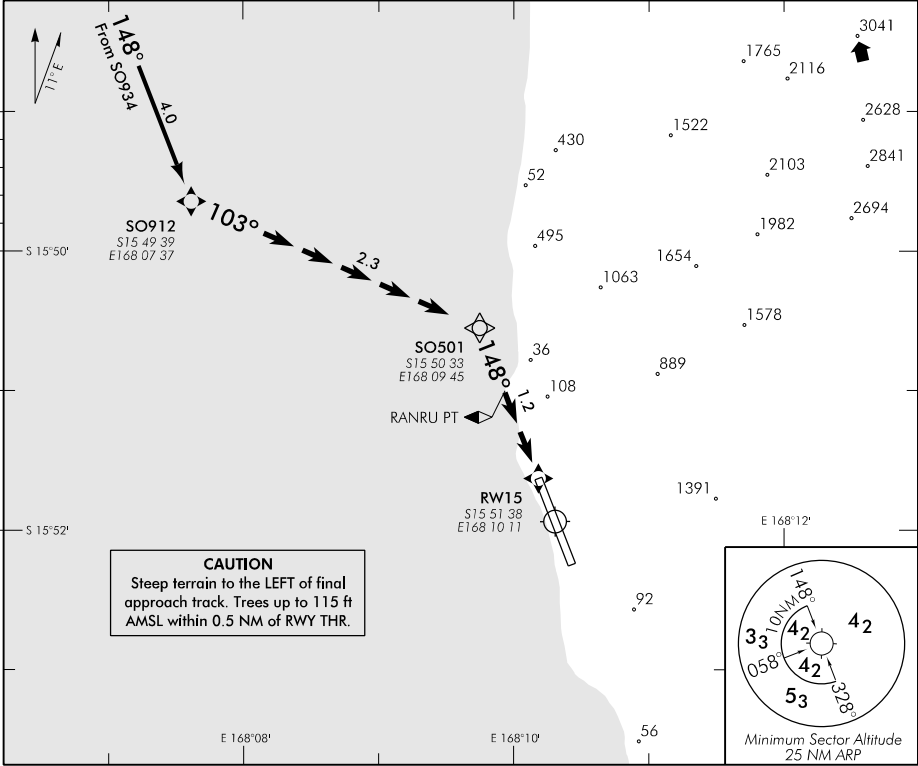 148°
From SO934
11°E
4.0
3041
1765
2116
2628
1522
430
2841
2103
52
2694
SO912
S15 49 39
E168 07 37
103°
2.3
1982
495
S 15°50'
1654
1063
1578
SO501
S15 50 33
E168 09 45
148°
1.2
36
889
108
RANRU PT
1391
RW15
S15 51 38
E168 10 11
E 168°12'
S 15°52'
CAUTION
Steep terrain to the LEFT of final
approach track. Trees up to 115 ft
AMSL within 0.5 NM of RWY THR.
92
148°
10NM
42
42
33
058°
42
53
328°
Minimum Sector Altitude
25 NM ARP
E 168°08'
E 168°10'
56